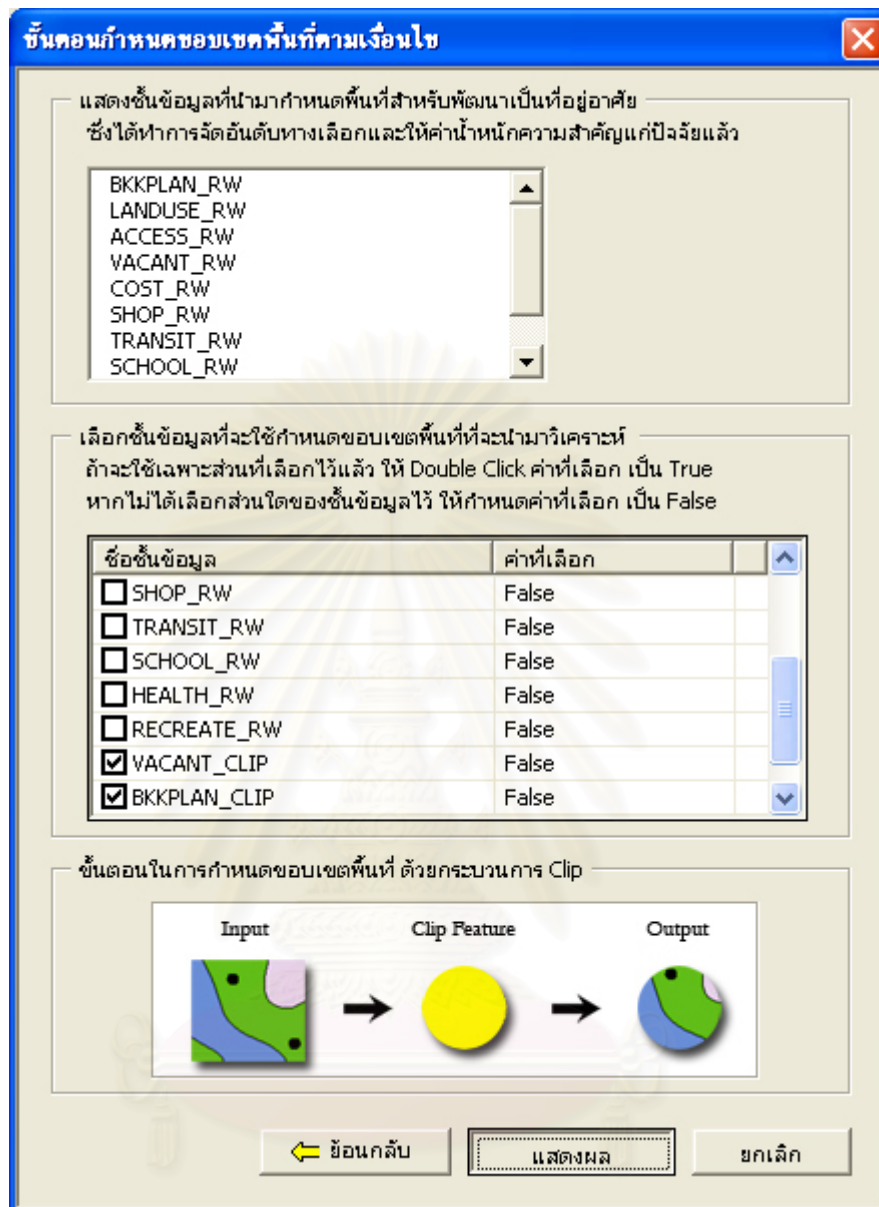 ขั้นตอนกำหนดขอบเขตพื้นที่ตามเงื่อนไข
แสดงชั้นข้อมูลที่นำมากำหนดพื้นที่สำหรับพัฒนาเป็นที่อยู่อาศัย
ซึ่งได้ทำการจัดอันดับทางเลือกและให้ค่าน้ำหนักความสำคัญแก่ปัจจัยแล้ว
BKKPLAN_RW
LANDUSE_RW
ACCESS_RW
VACANT_RW
COST_RW
SHOP_RW
TRANSIT_RW
SCHOOL_RW
เลือกชั้นข้อมูลที่จะใช้กำหนดขอบเขตพื้นที่ที่จะนำมาวิเคราะห์
ถ้าจะใช้เฉพาะส่วนที่เลือกไว้แล้ว ให้ Double Click ค่าที่เลือก เป็น True
หากไม่ได้เลือกส่วนใดของชั้นข้อมูลไว้ ให้กำหนดค่าที่เลือก เป็น False
ชื่อชั้นข้อมูล ค่าที่เลือก
SHOP_RW False
TRANSIT_RW False
SCHOOL_RW False
HEALTH_RW False
RECREATE_RW False
VACANT_CLIP False
BKKPLAN_CLIP False
ขั้นตอนในการกำหนดขอบเขตพื้นที่ ด้วยกระบวนการ Clip
Input Clip Feature Output
ย้อนกลับ แสดงผล ยกเลิก